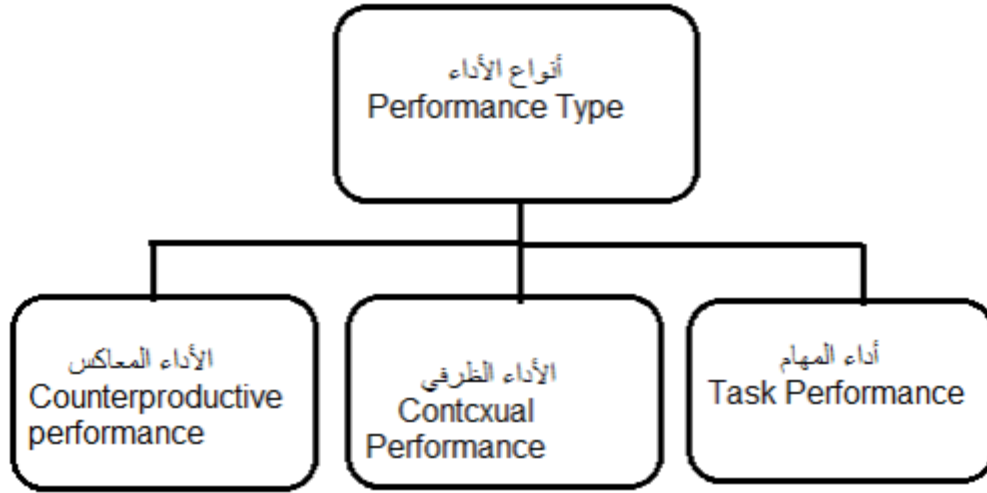 أنواع الأداء
Performance Type
أداء المهام
Task Performance
الأداء الظرفي
Contcxual
Performance
الأداء المعاكس
Counterproductive
performance